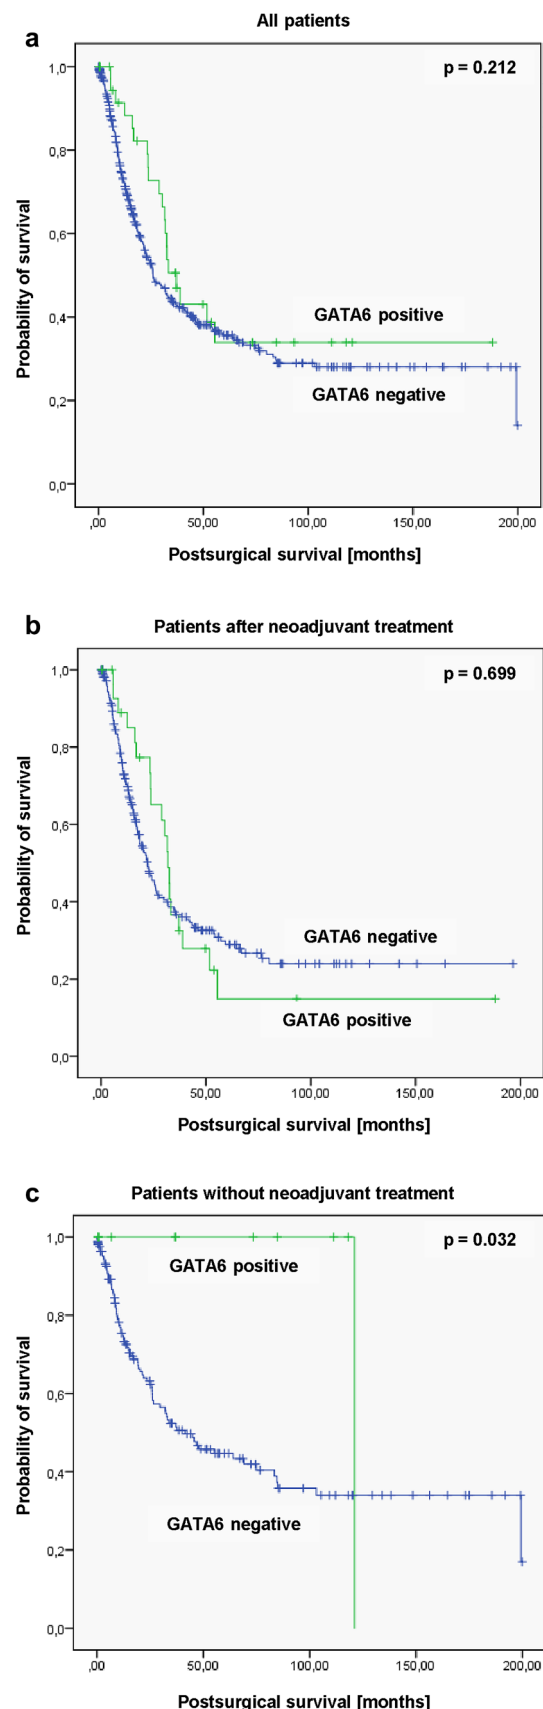 a
All patients
p = 0.212
Probability of survival
1,0
0,8
0,6
0,4
0,2
0,0
GATA6 positive
GATA6 negative
,00 50,00 100,00 150,00 200,00
Postsurgical survival [months]
b
Patients after neoadjuvant treatment
p = 0.699
Probability of survival
1,0
0,8
0,6
0,4
0,2
0,0
GATA6 negative
GATA6 positive
,00 50,00 100,00 150,00 200,00
Postsurgical survival [months]
c
Patients without neoadjuvant treatment
p = 0.032
Probability of survival
1,0
0,8
0,6
0,4
0,2
0,0
GATA6 positive
GATA6 negative
,00 50,00 100,00 150,00 200,00
Postsurgical survival [months]